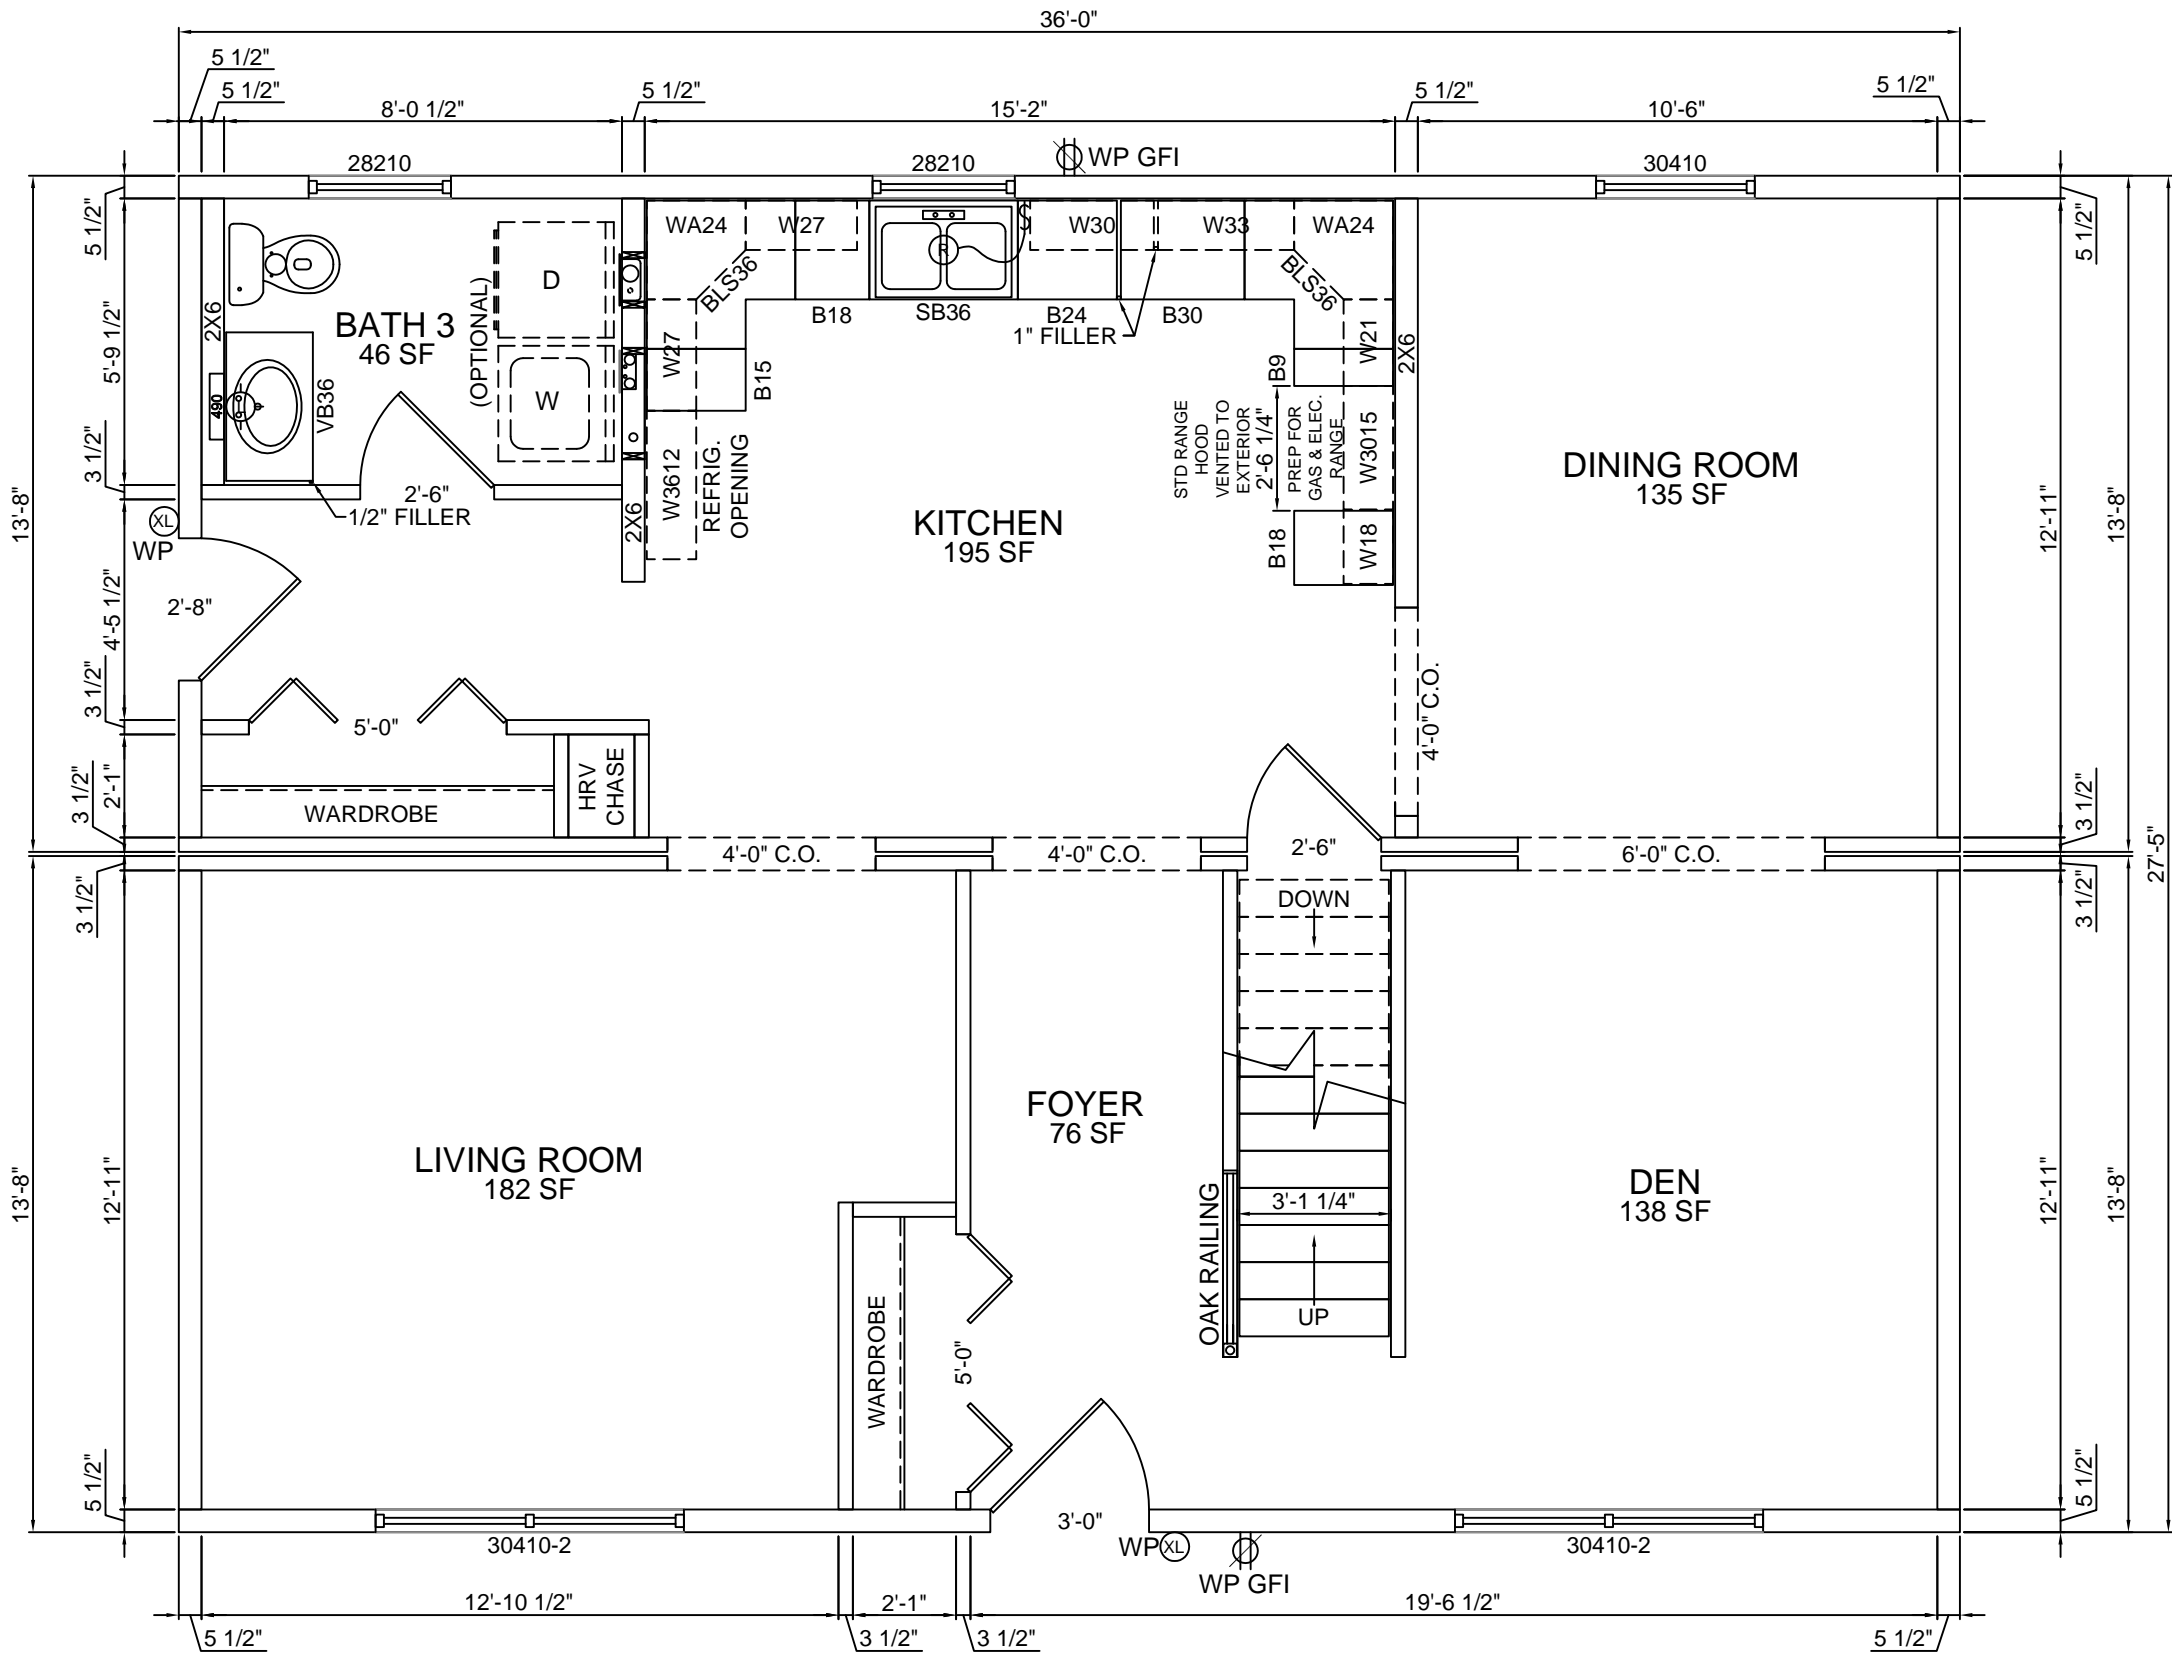 36'-0"
5 1/2"
5 1/2"
8'-0 1/2"
5 1/2"
15'-2"
5 1/2"
10'-6"
5 1/2"
28210
28210
WP GFI
30410
5 1/2"
5'-9 1/2"
3 1/2"
13'-8"
4'-5 1/2"
3 1/2"
2'-1"
3 1/2"
2X6
BATH 3
46 SF
(OPTIONAL)
D
W
VB36
490
2'-6"
1/2" FILLER
XL
WP
2'-8"
5'-0"
WARDROBE
HRV
CHASE
2X6
WA24
W27
BLS36
B18
W27
B15
W3612
REFRIG.
OPENING
R
S
SB36
W30
W33
WA24
B24
B30
1" FILLER
BLS36
W21
B9
2X6
STD RANGE
HOOD
VENTED TO
EXTERIOR
2'-6 1/4"
PREP FOR
GAS & ELEC.
RANGE
W3015
B18
W18
KITCHEN
195 SF
DINING ROOM
135 SF
4'-0" C.O.
5 1/2"
12'-11"
13'-8"
3 1/2"
27'-5"
4'-0" C.O.
4'-0" C.O.
2'-6"
6'-0" C.O.
3 1/2"
13'-8"
12'-11"
5 1/2"
LIVING ROOM
182 SF
WARDROBE
5'-0"
FOYER
76 SF
DOWN
OAK RAILING
3'-1 1/4"
UP
DEN
138 SF
3 1/2"
12'-11"
13'-8"
5 1/2"
30410-2
3'-0"
WP
XL
WP GFI
30410-2
12'-10 1/2"
2'-1"
19'-6 1/2"
5 1/2"
3 1/2"
3 1/2"
5 1/2"